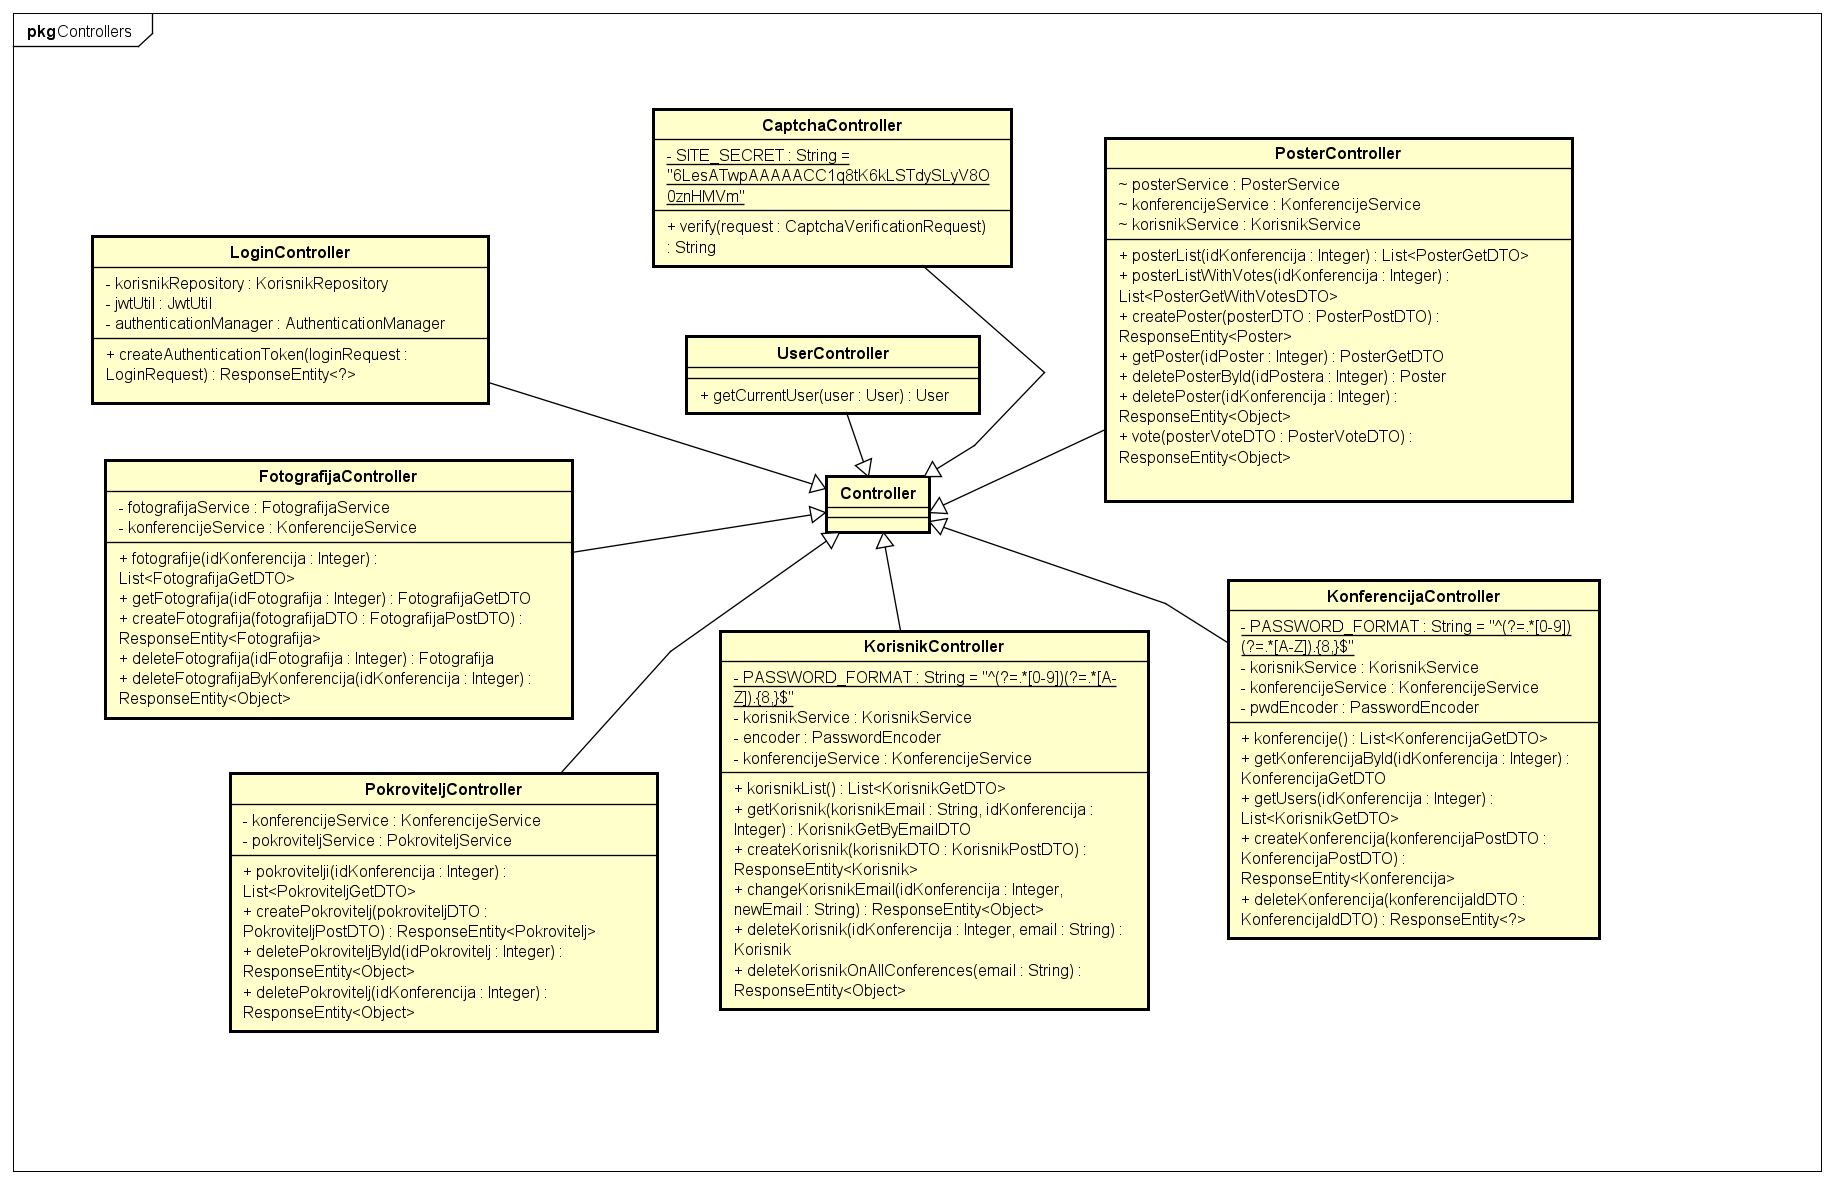 pkg Controllers
CaptchaController
- SITE_SECRET : String =
"6LesATwpAAAAACC1q8tK6kLSTdySLyV8O
0znHMVm"
+ verify(request : CaptchaVerificationRequest)
: String
PosterController
~ posterService : PosterService
~ konferencijeService : KonferencijeService
~ korisnikService : KorisnikService
+ posterList(idKonferencija : Integer) : List<PosterGetDTO>
+ posterListWithVotes(idKonferencija : Integer) :
List<PosterGetWithVotesDTO>
+ createPoster(posterDTO : PosterPostDTO) :
ResponseEntity<Poster>
+ getPoster(idPoster : Integer) : PosterGetDTO
+ deletePosterById(idPostera : Integer) : Poster
+ deletePoster(idKonferencija : Integer) :
ResponseEntity<Object>
+ vote(posterVoteDTO : PosterVoteDTO) :
ResponseEntity<Object>
LoginController
- korisnikRepository : KorisnikRepository
- jwtUtil : JwtUtil
- authenticationManager : AuthenticationManager
+ createAuthenticationToken(loginRequest :
LoginRequest) : ResponseEntity<?>
UserController
+ getCurrentUser(user : User) : User
Controller
FotografijaController
- fotografijaService : FotografijaService
- konferencijeService : KonferencijeService
+ fotografije(idKonferencija : Integer) :
List<FotografijaGetDTO>
+ getFotografija(idFotografija : Integer) : FotografijaGetDTO
+ createFotografija(fotografijaDTO : FotografijaPostDTO) :
ResponseEntity<Fotografija>
+ deleteFotografija(idFotografija : Integer) : Fotografija
+ deleteFotografijaByKonferencija(idKonferencija : Integer) :
ResponseEntity<Object>
KonferencijaController
- PASSWORD_FORMAT : String = "^(?=.*[0-9])
(?=.*[A-Z]).{8,}$"
- korisnikService : KorisnikService
- konferencijeService : KonferencijeService
- pwdEncoder : PasswordEncoder
+ konferencije() : List<KonferencijaGetDTO>
+ getKonferencijaById(idKonferencija : Integer) :
KonferencijaGetDTO
+ getUsers(idKonferencija : Integer) :
List<KorisnikGetDTO>
+ createKonferencija(konferencijaPostDTO :
KonferencijaPostDTO) :
ResponseEntity<Konferencija>
+ deleteKonferencija(konferencijaIdDTO :
KonferencijaIdDTO) : ResponseEntity<?>
KorisnikController
- PASSWORD_FORMAT : String = "^(?=.*[0-9])(?=.*[A-
Z]).{8,}$"
- korisnikService : KorisnikService
- encoder : PasswordEncoder
- konferencijeService : KonferencijeService
+ korisnikList() : List<KorisnikGetDTO>
+ getKorisnik(korisnikEmail : String, idKonferencija :
Integer) : KorisnikGetByEmailDTO
+ createKorisnik(korisnikDTO : KorisnikPostDTO) :
ResponseEntity<Korisnik>
+ changeKorisnikEmail(idKonferencija : Integer,
newEmail : String) : ResponseEntity<Object>
+ deleteKorisnik(idKonferencija : Integer, email : String) :
Korisnik
+ deleteKorisnikOnAllConferences(email : String) :
ResponseEntity<Object>
PokroviteljController
- konferencijeService : KonferencijeService
- pokroviteljService : PokroviteljService
+ pokrovitelji(idKonferencija : Integer) :
List<PokroviteljGetDTO>
+ createPokrovitelj(pokroviteljDTO :
PokroviteljPostDTO) : ResponseEntity<Pokrovitelj>
+ deletePokroviteljById(idPokrovitelj : Integer) :
ResponseEntity<Object>
+ deletePokrovitelj(idKonferencija : Integer) :
ResponseEntity<Object>